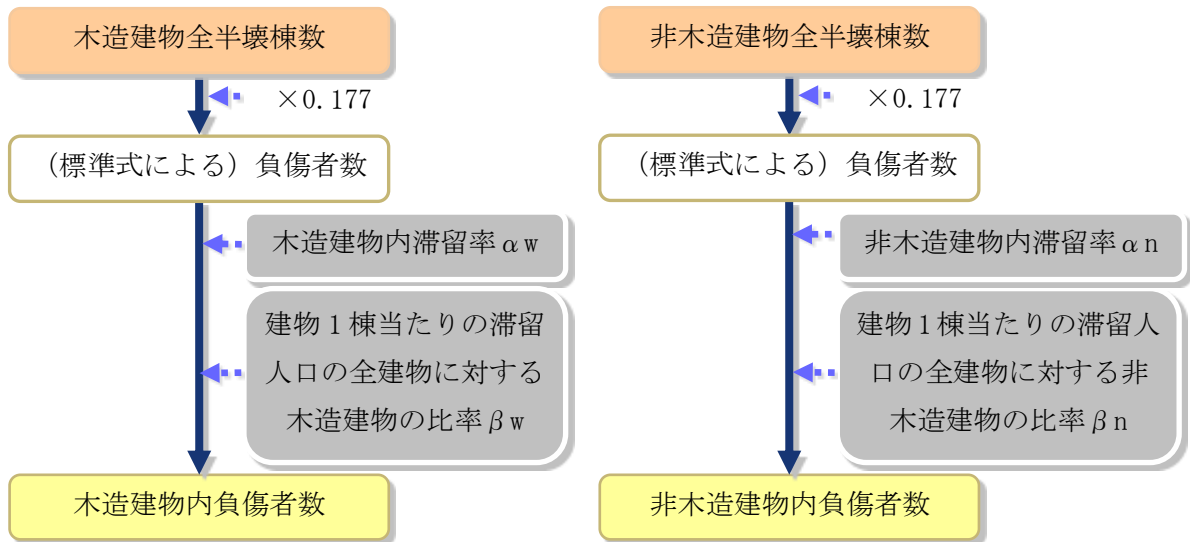 木造建物全半壊棟数
×0.177
(標準式による)負傷者数
木造建物内滞留率αw
建物1棟当たりの滞留
人口の全建物に対する
木造建物の比率βw
木造建物内負傷者数
非木造建物全半壊棟数
×0.177
(標準式による)負傷者数
非木造建物内滞留率αn
建物1棟当たりの滞留人
口の全建物に対する非
木造建物の比率βn
非木造建物内負傷者数